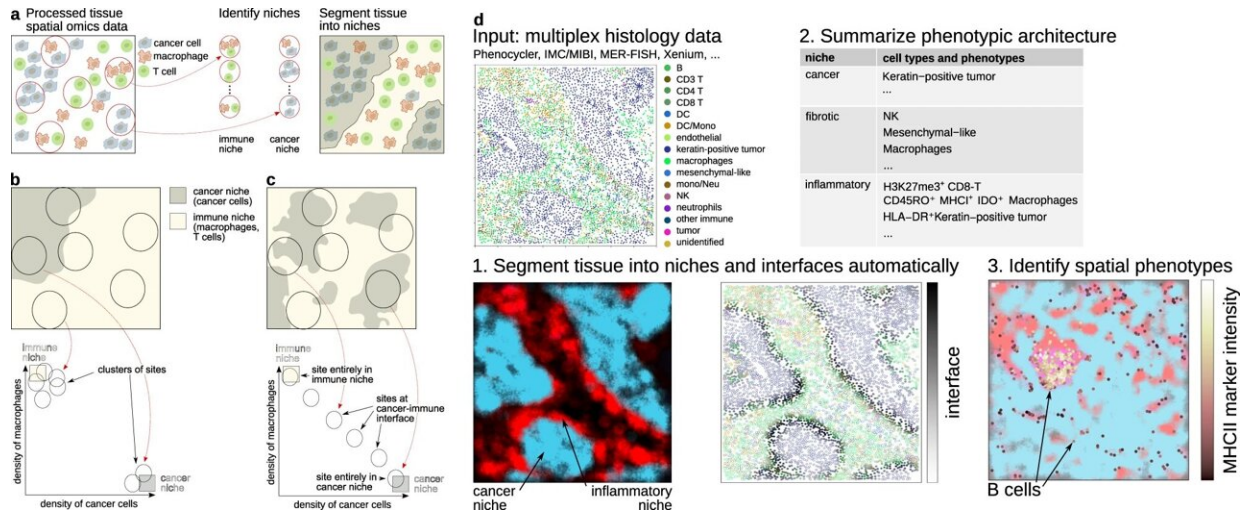 a
Processed tissue
spatial omics data
cancer cell
macrophage
T cell
Identify niches
immune
niche
cancer
niche
Segment tissue
into niches
b
cancer niche
(cancer cells)
immune niche
(macrophages,
T cells)
immune
niche
clusters of sites
cancer
niche
density of macrophages
density of cancer cells
c
immune
niche
site entirely in
immune niche
sites at
cancer-immune
interface
site entirely in
cancer niche
cancer
niche
density of macrophages
density of cancer cells
d
Input: multiplex histology data
Phenocycler, IMC/MIBI, MER-FISH, Xenium, ...
B
CD3 T
CD4 T
CD8 T
DC
DC/Mono
endothelial
keratin-positive tumor
macrophages
mesenchymal-like
mono/Neu
NK
neutrophils
other immune
tumor
unidentified
2. Summarize phenotypic architecture
niche cell types and phenotypes
cancer Keratin−positive tumor
...
fibrotic NK
Mesenchymal−like
Macrophages
...
inflammatory H3K27me3⁺ CD8-T
CD45RO⁺ MHCI⁺ IDO⁺ Macrophages
HLA−DR⁺Keratin−positive tumor
...
1. Segment tissue into niches and interfaces automatically
cancer
niche
inflammatory
niche
interface
3. Identify spatial phenotypes
MHCII marker intensity
B cells